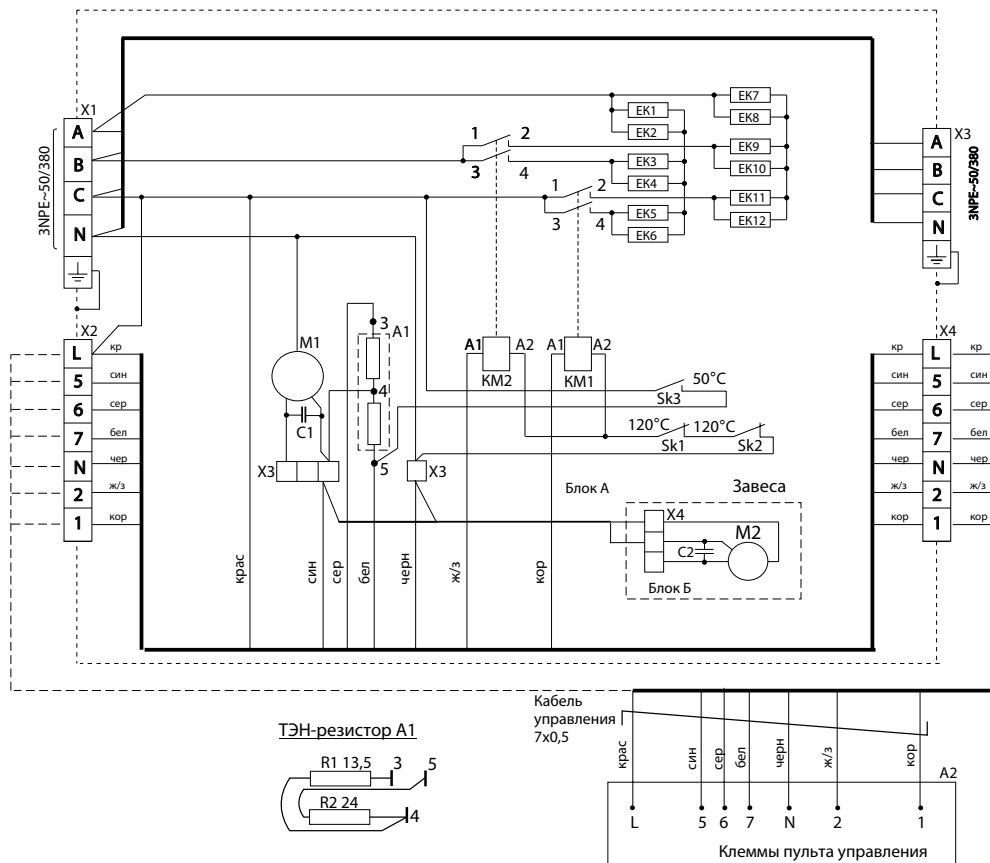 X1
A
B
C
N
3NPE~50/380
X2
L
5
6
7
N
2
1
кр
син
сер
бел
чер
ж/з
кор
1 2
3 4
1 2
3 4
EK1
EK2
EK3
EK4
EK5
EK6
EK7
EK8
EK9
EK10
EK11
EK12
X3
A
B
C
N
3NPE~50/380
M1
C1
X3
3
A1
4
5
X3
A1 A2
KM2
A1 A2
KM1
50°C
Sk3
120°C 120°C
Sk1 Sk2
Блок А
Завеса
X4
C2
M2
Блок Б
X4
L
5
6
7
N
2
1
кр
син
сер
бел
чер
ж/з
кор
кр
син
сер
бел
чер
ж/з
кор
крас
син
сер
бел
черн
ж/з
кор
ТЭН-резистор А1
R1 13,5
3
5
R2 24
4
Кабель
управления
7x0,5
крас
син
сер
бел
черн
ж/з
кор
A2
L 5 6 7 N 2 1
Клеммы пульта управления